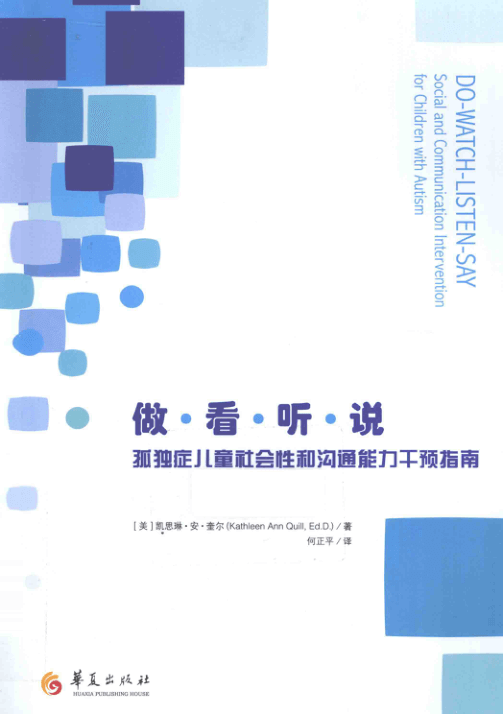 DO-WATCH-LISTEN-SAY
Social and Communication Intervention
for Children with Autism
做·看·听·说
孤独症儿童社会性和沟通能力干预指南
[美]凯思琳·安·奎尔(Kathleen Ann Quill, Ed.D.)/著
何正平/译
华夏出版社
HUAXIA PUBLISHING HOUSE